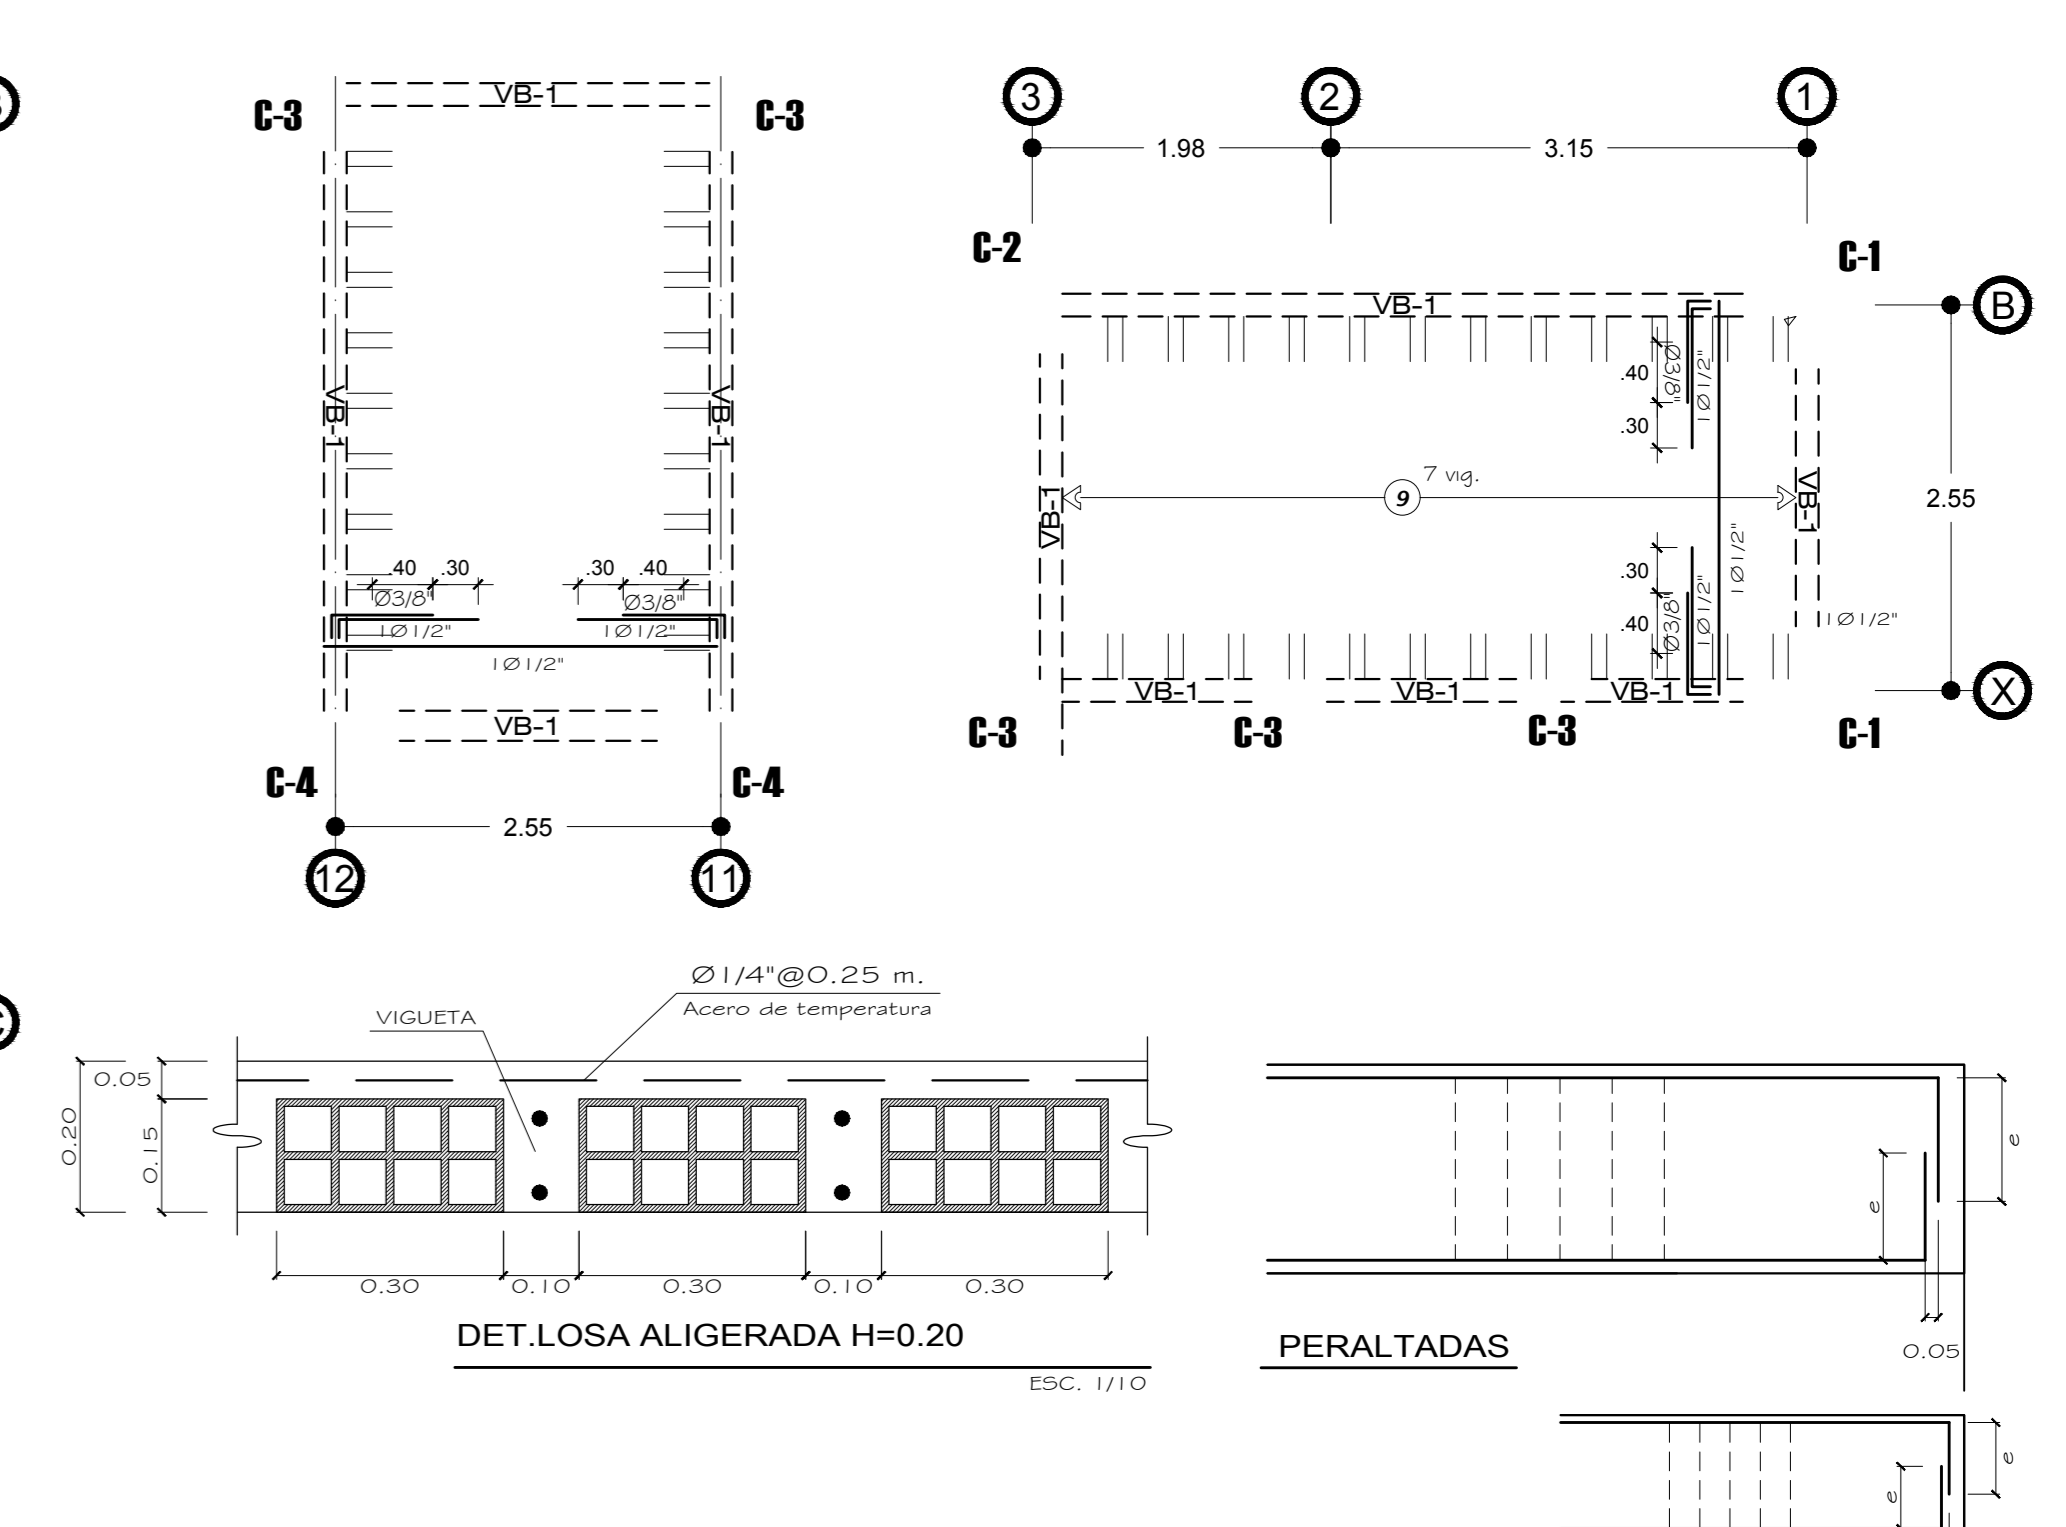 C-3
VB-1
C-3
VB-1
VB-1
.40
.30
.30
.40
Ø3/8"
Ø3/8"
1Ø1/2"
1Ø1/2"
1Ø1/2"
VB-1
C-4
C-4
2.55
12
11
3
2
1
1.98
3.15
C-2
C-1
VB-1
B
.40
Ø3/8"
1Ø1/2"
.30
7 vig.
9
VB-1
VB-1
2.55
1Ø1/2"
.30
.40
Ø3/8"
1Ø1/2"
1Ø1/2"
VB-1
VB-1
VB-1
X
C-3
C-3
C-3
C-1
Ø1/4"@0.25 m.
Acero de temperatura
VIGUETA
0.05
0.20
0.15
0.30
0.10
0.30
0.10
0.30
DET.LOSA ALIGERADA H=0.20
ESC. 1/10
e
e
PERALTADAS
0.05
e
e